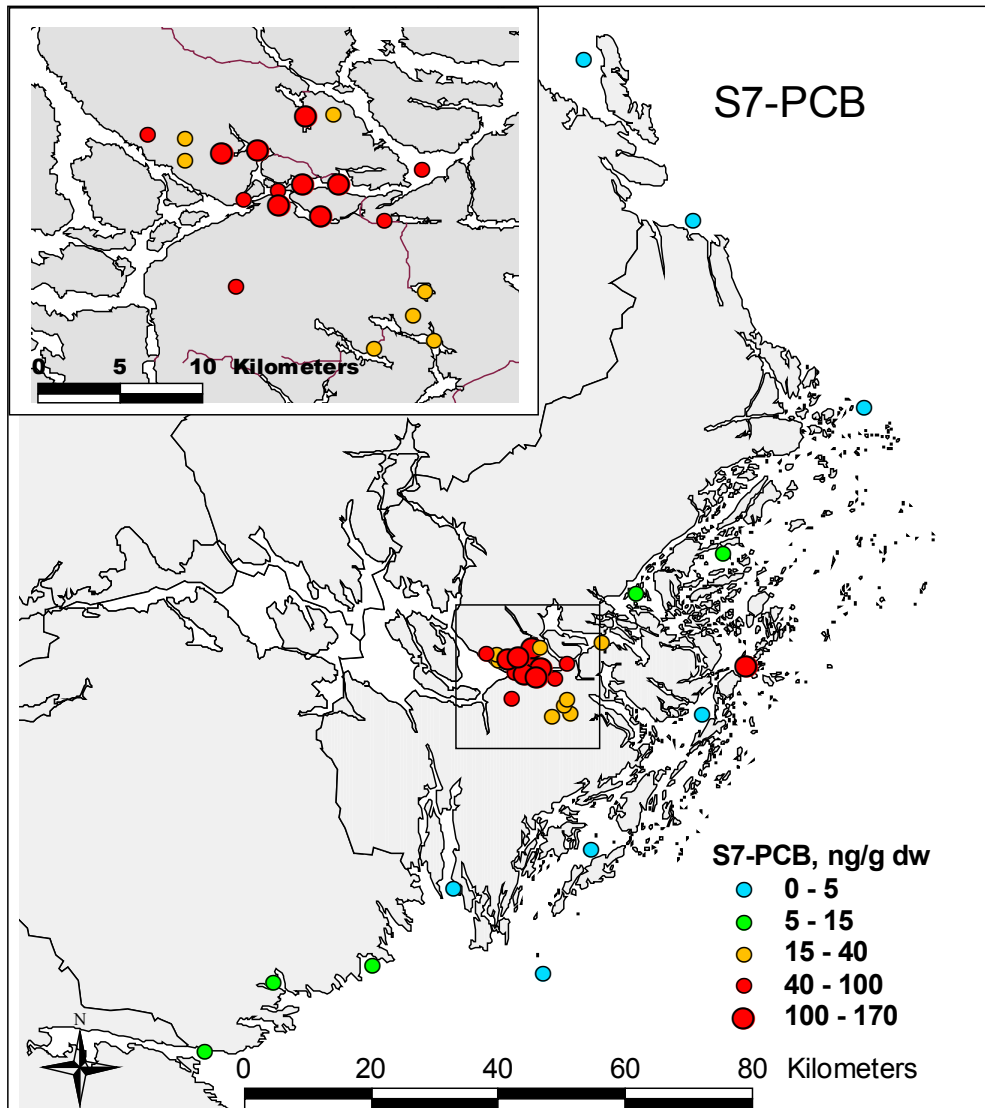 S7-PCB
0 5 10 Kilometers
S7-PCB, ng/g dw
0 - 5
5 - 15
15 - 40
40 - 100
100 - 170
N
0 20 40 60 80 Kilometers